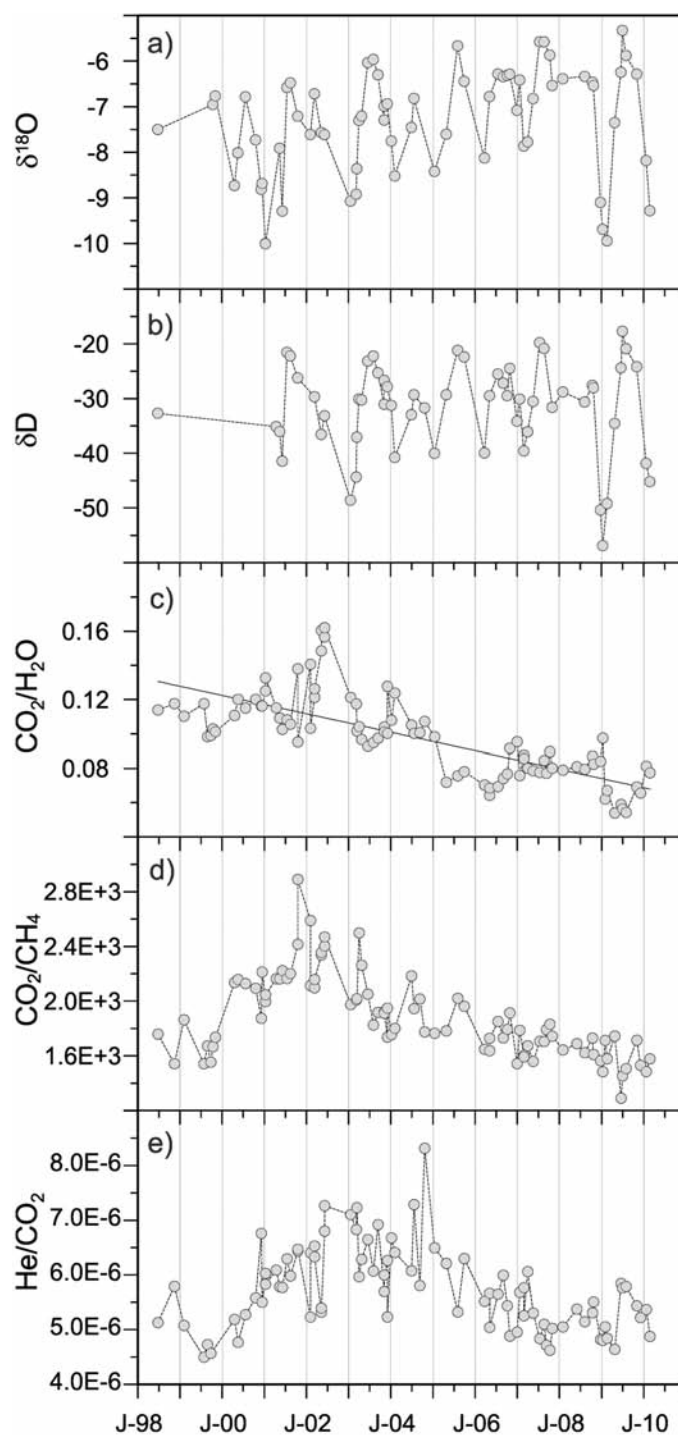 a)
-6
-7
-8
-9
-10
δ¹⁸O
b)
-20
-30
-40
-50
δD
c)
0.16
0.12
0.08
CO₂/H₂O
d)
2.8E+3
2.4E+3
2.0E+3
1.6E+3
CO₂/CH₄
e)
8.0E-6
7.0E-6
6.0E-6
5.0E-6
4.0E-6
He/CO₂
J-98 J-00 J-02 J-04 J-06 J-08 J-10